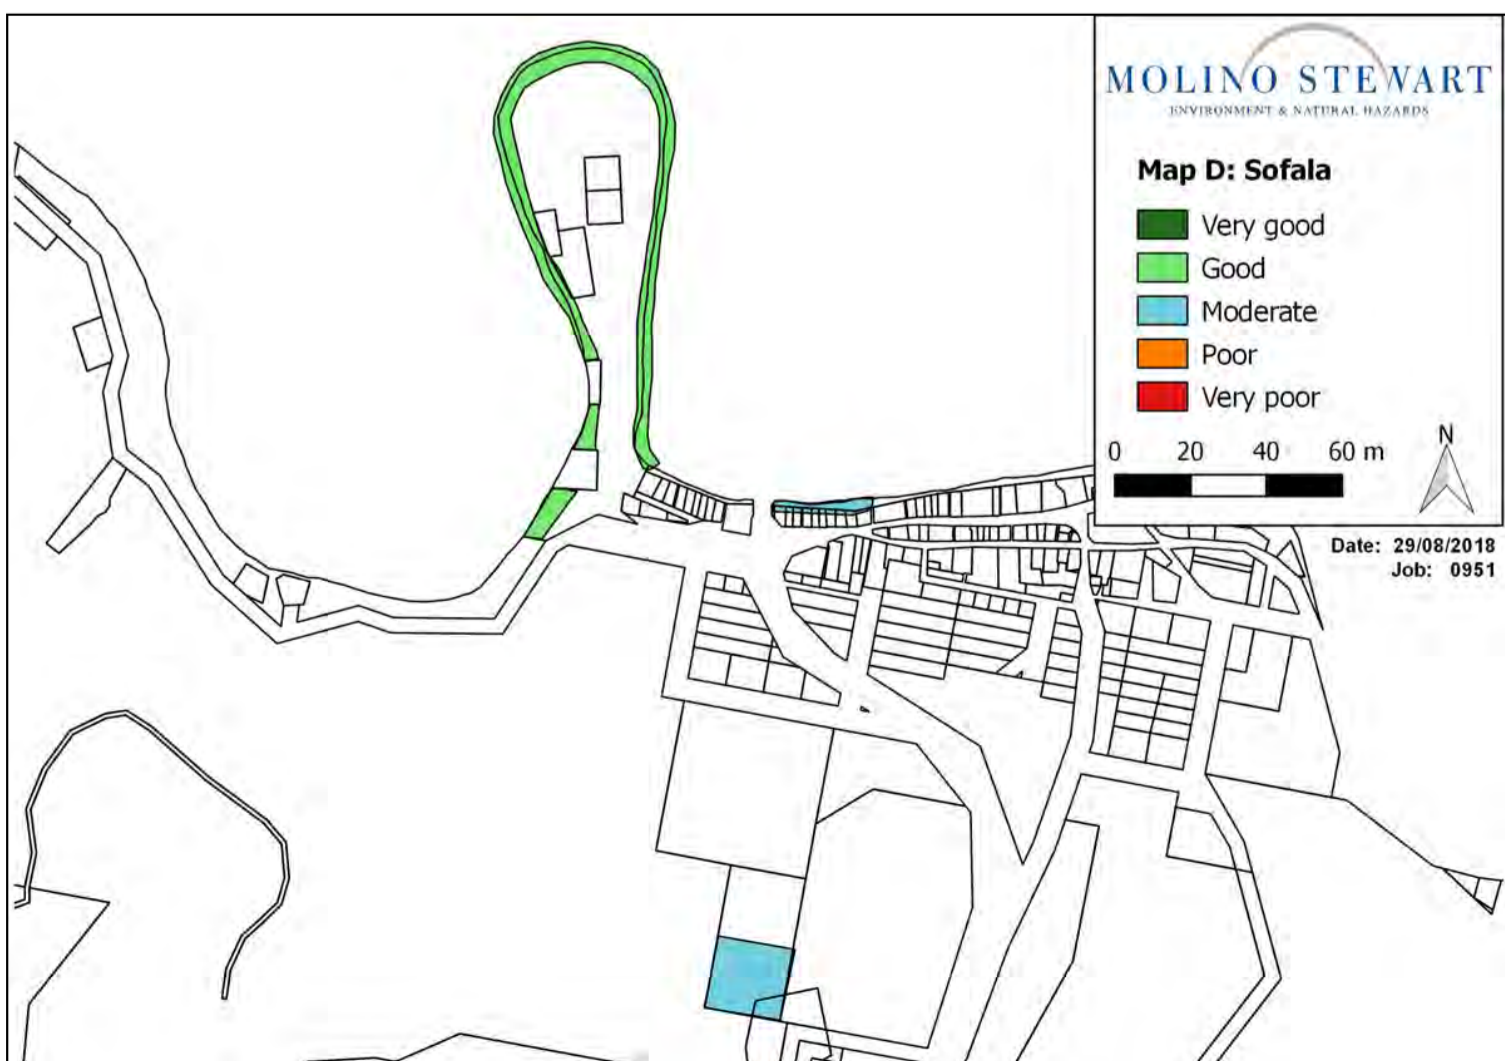 MOLINO STEWART
ENVIRONMENT & NATURAL HAZARDS
Map D: Sofala
Very good
Good
Moderate
Poor
Very poor
0 20 40 60 m
N
Date: 29/08/2018
Job: 0951